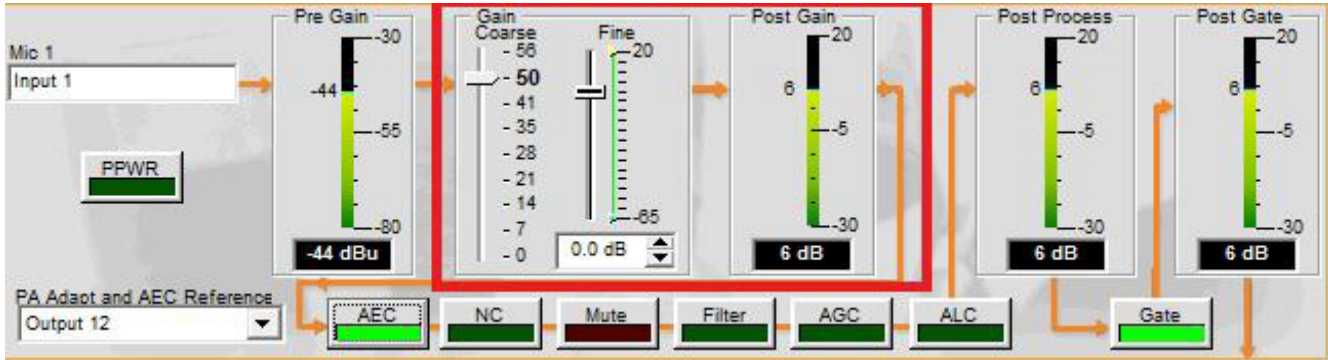 Mic 1
Input 1
PPWR
PA Adapt and AEC Reference
Output 12
Pre Gain
-30
-44
-55
-80
-44 dBu
Gain
Coarse
- 56
- 50
- 41
- 35
- 28
- 21
- 14
- 7
- 0
Fine
20
-65
0.0 dB
Post Gain
20
6
-5
-30
6 dB
Post Process
20
6
-5
-30
6 dB
Post Gate
20
6
-5
-30
6 dB
AEC
NC
Mute
Filter
AGC
ALC
Gate